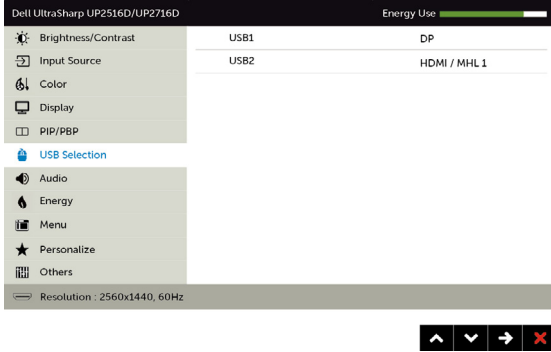 Dell UltraSharp UP2516D/UP2716D Energy Use
Brightness/Contrast USB1 DP
Input Source USB2 HDMI / MHL 1
Color
Display
PIP/PBP
USB Selection
Audio
Energy
Menu
Personalize
Others
Resolution : 2560x1440, 60Hz